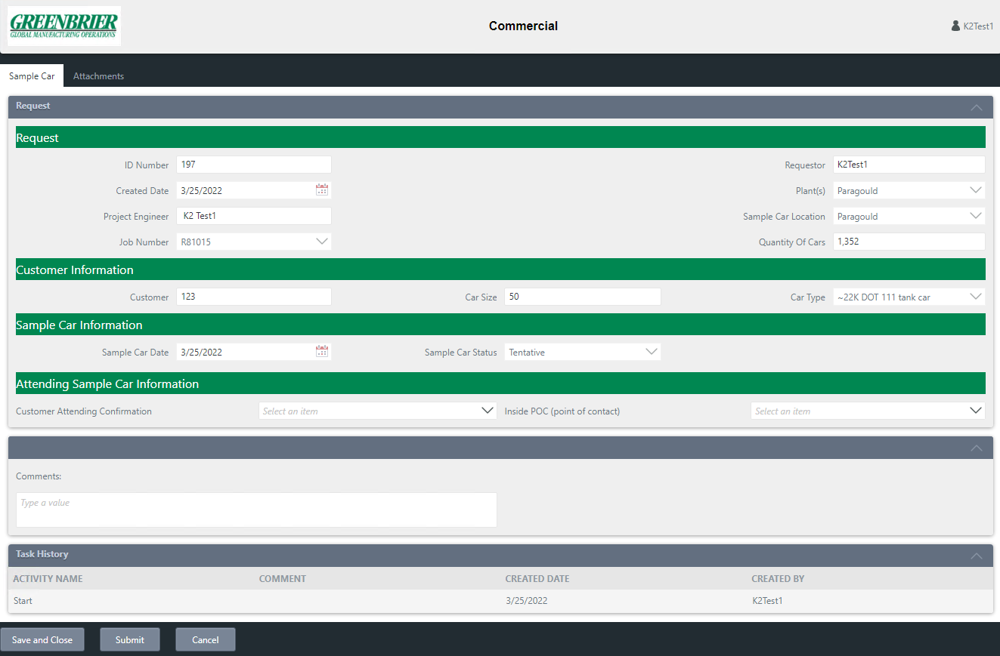 GREENBRIER
GLOBAL MANUFACTURING OPERATIONS
Commercial
K2Test1
Sample Car
Attachments
Request
Request
ID Number 197
Requestor K2Test1
Created Date 3/25/2022
Plant(s) Paragould
Project Engineer K2 Test1
Sample Car Location Paragould
Job Number R81015
Quantity Of Cars 1,352
Customer Information
Customer 123
Car Size 50
Car Type ~22K DOT 111 tank car
Sample Car Information
Sample Car Date 3/25/2022
Sample Car Status Tentative
Attending Sample Car Information
Customer Attending Confirmation Select an item
Inside POC (point of contact) Select an item
Comments:
Type a value
Task History
ACTIVITY NAME COMMENT CREATED DATE CREATED BY
Start 3/25/2022 K2Test1
Save and Close Submit Cancel